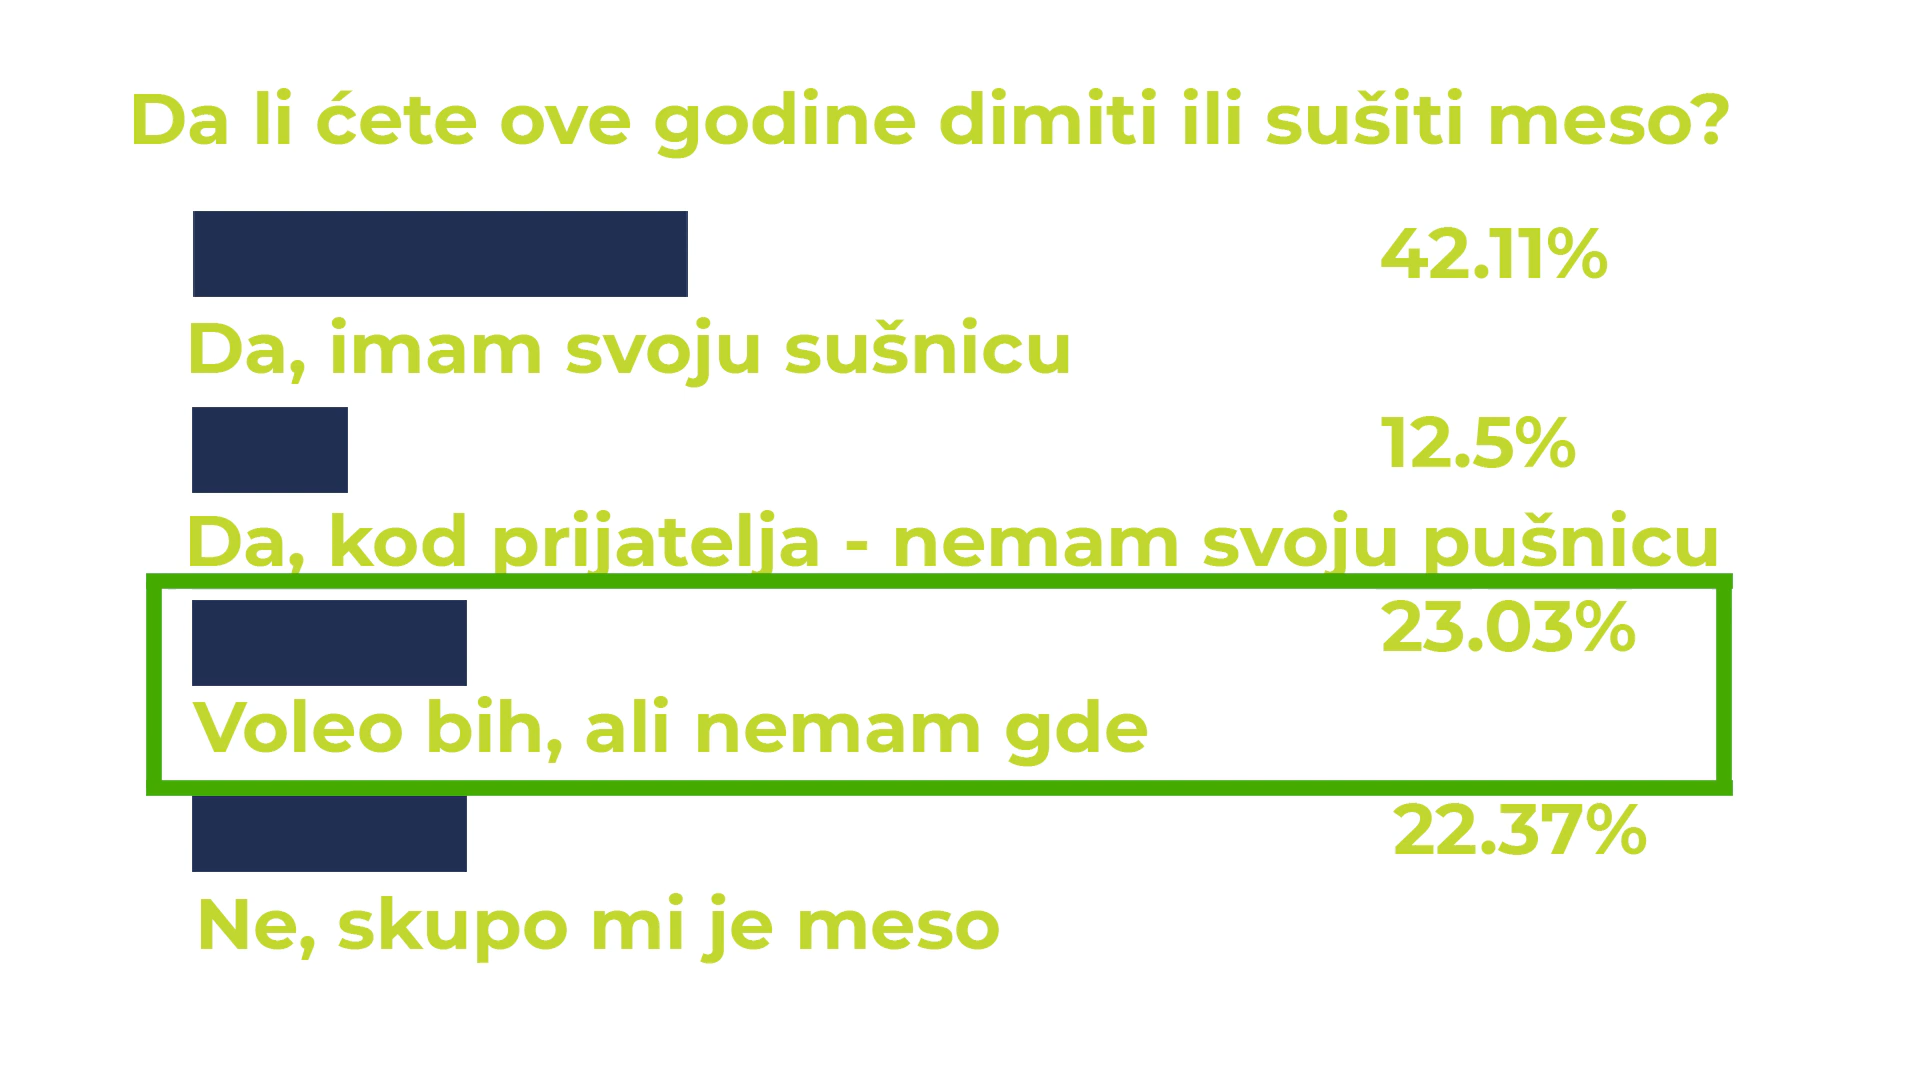 Da li ćete ove godine dimiti ili sušiti meso?
42.11%
Da, imam svoju sušnicu
12.5%
Da, kod prijatelja - nemam svoju pušnicu
23.03%
Voleo bih, ali nemam gde
22.37%
Ne, skupo mi je meso